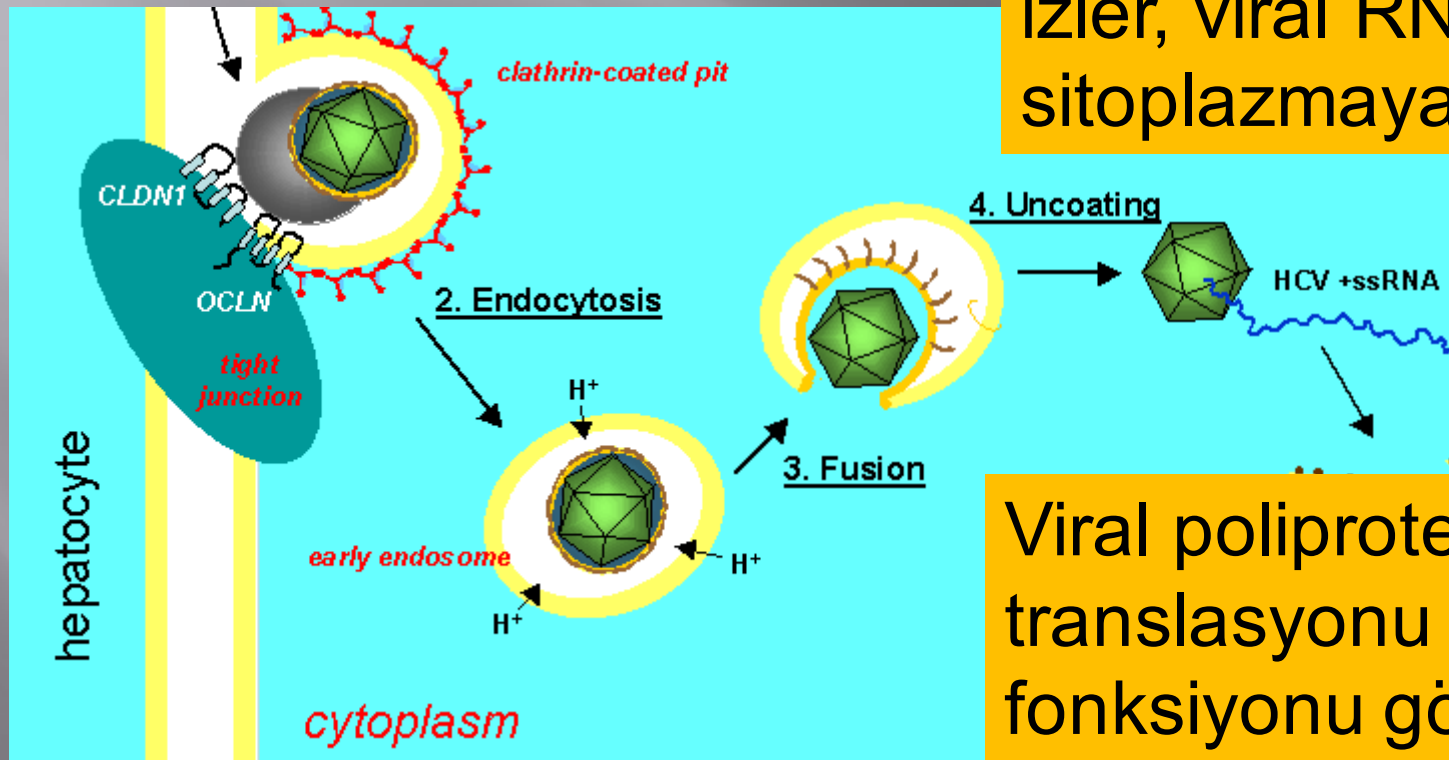 izler, viral RN
sitoplazmaya
clathrin-coated pit
CLDN1
OCLN
tight
junction
2. Endocytosis
4. Uncoating
HCV +ssRNA
H+
3. Fusion
early endosome
H+
H+
hepatocyte
cytoplasm
Viral poliprote
translasyonu
fonksiyonu gö